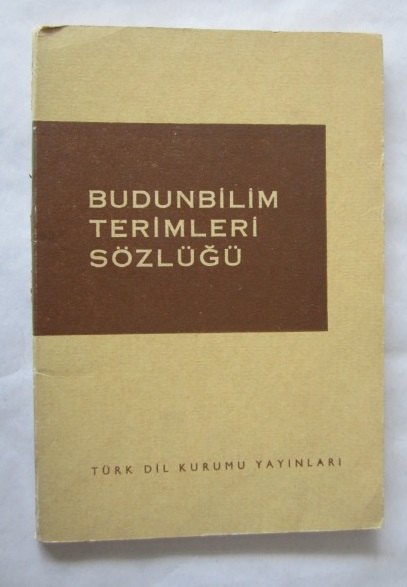 BUDUNBİLİM
TERİMLERİ
SÖZLÜĞÜ
TÜRK DİL KURUMU YAYINLARI